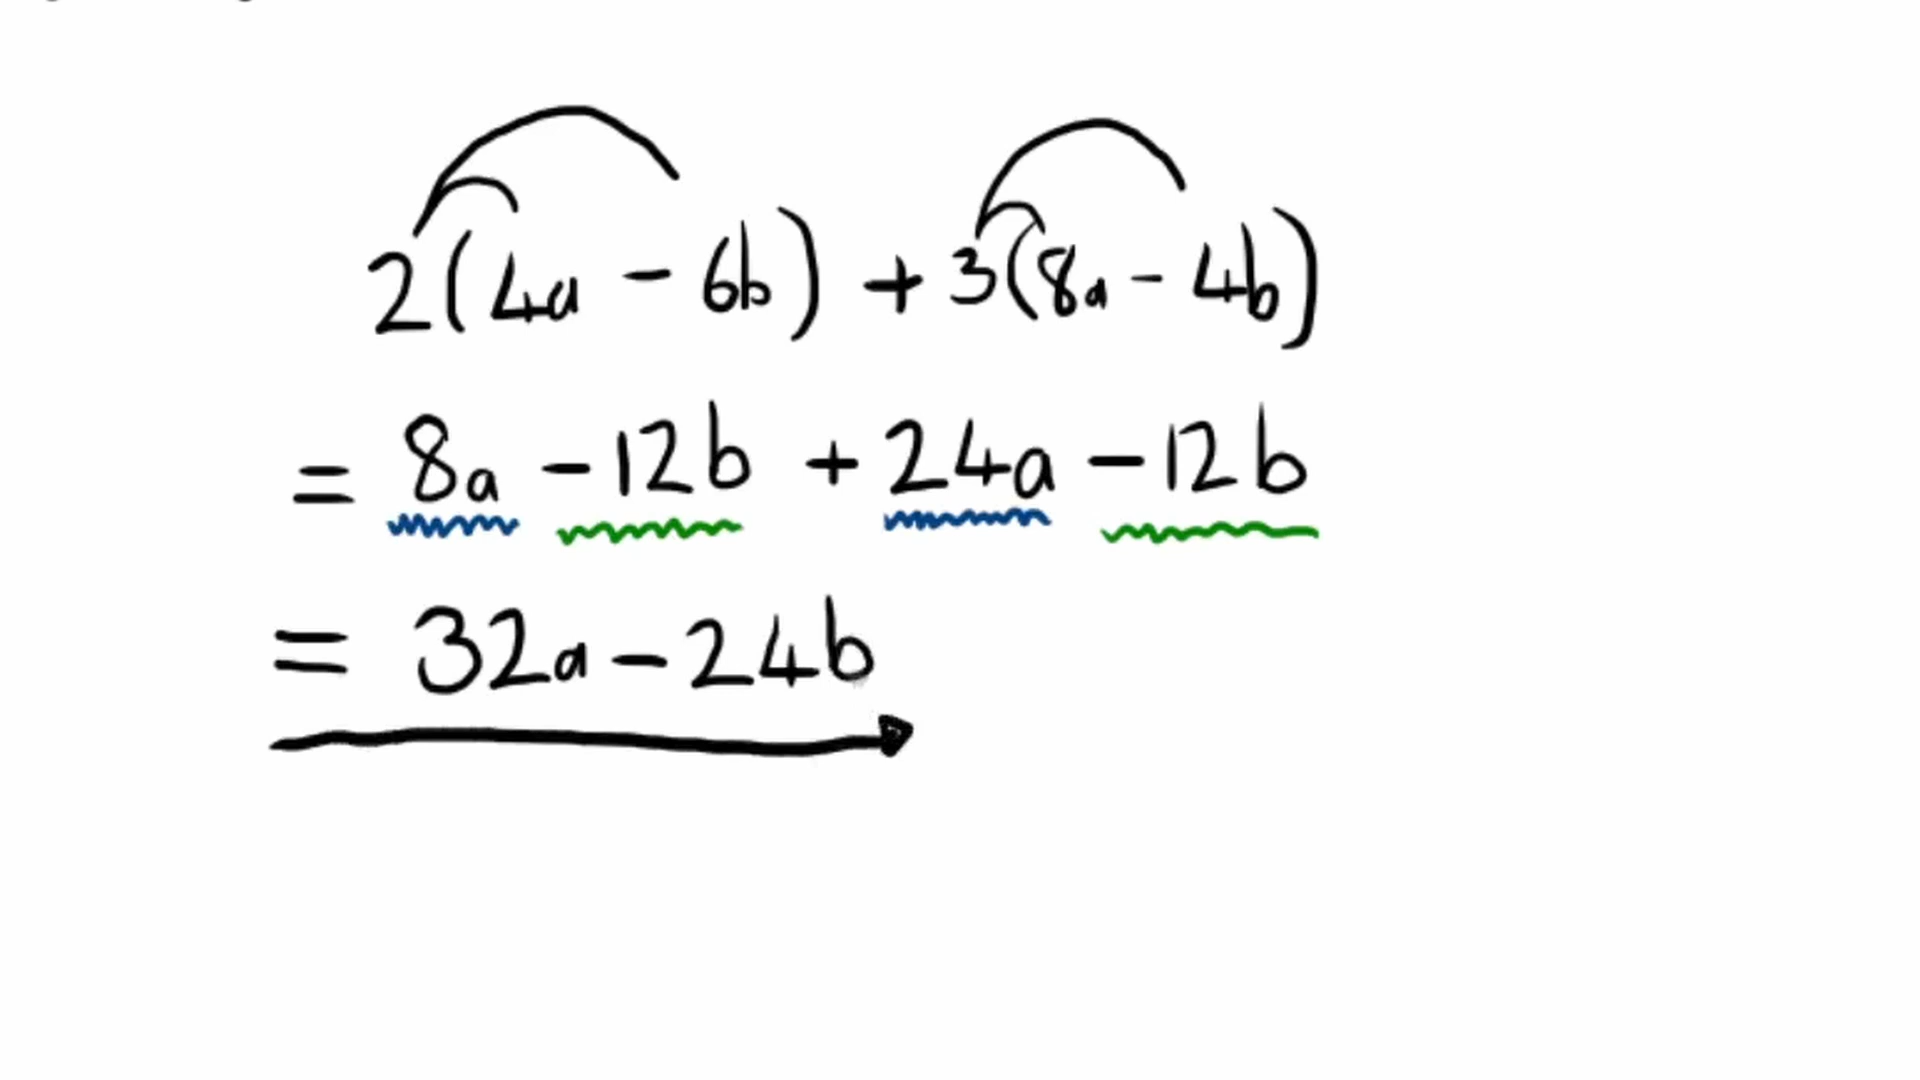 2(4a - 6b) + 3(8a - 4b)
= 8a - 12b + 24a - 12b
= 32a - 24b